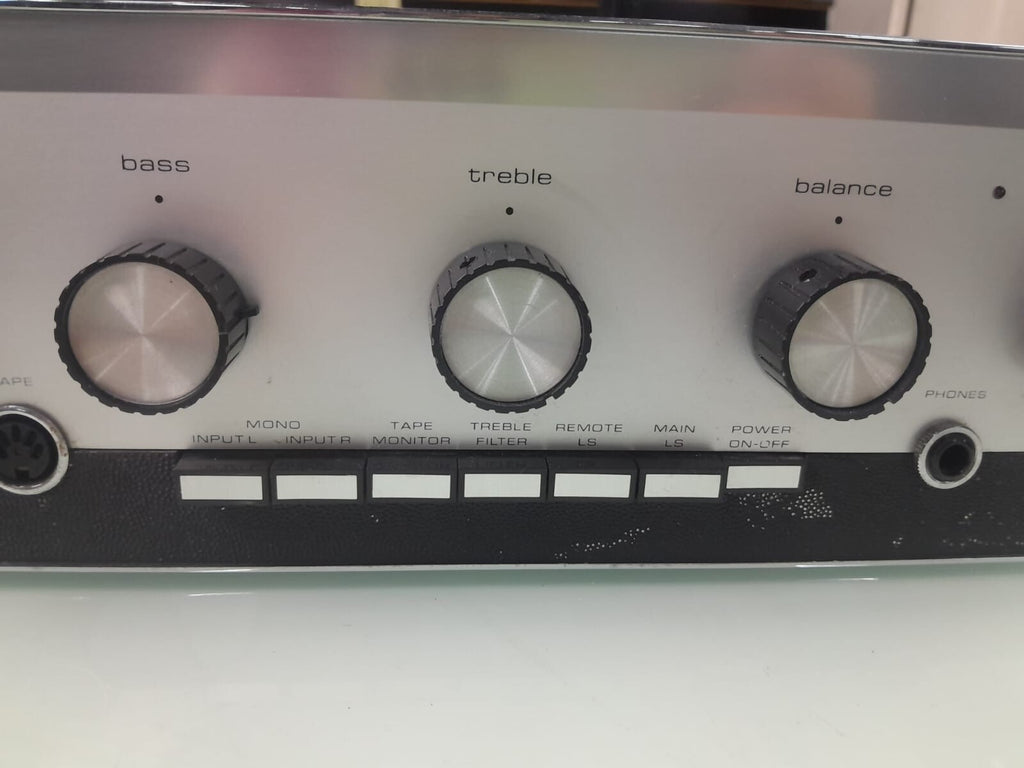 bass
treble
balance
APE
PHONES
MONO
INPUT L INPUT R
TAPE
MONITOR
TREBLE
FILTER
REMOTE
LS
MAIN
LS
POWER
ON-OFF